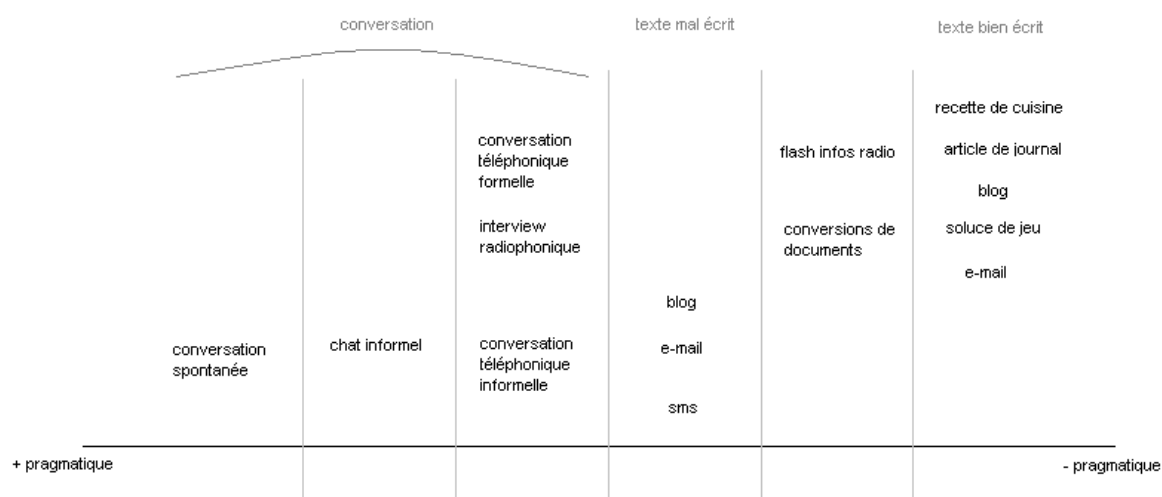 conversation
texte mal écrit
texte bien écrit
conversation
spontanée
chat informel
conversation
téléphonique
formelle
interview
radiophonique
conversation
téléphonique
informelle
blog
e-mail
sms
flash infos radio
conversions de
documents
recette de cuisine
article de journal
blog
soluce de jeu
e-mail
+ pragmatique
- pragmatique